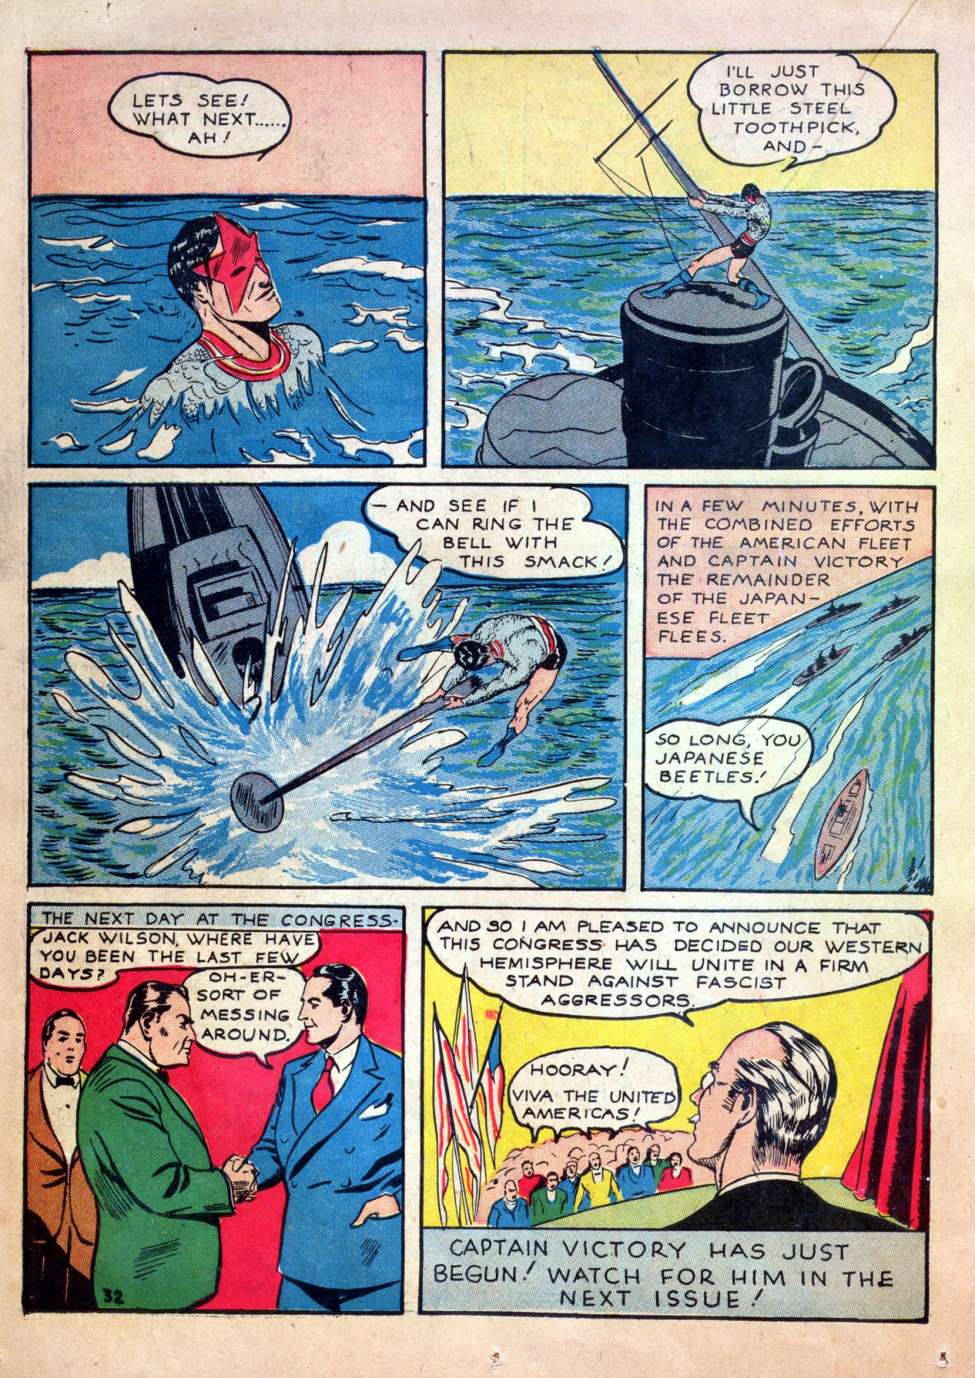 LETS SEE!
WHAT NEXT......
AH!
I'LL JUST
BORROW THIS
LITTLE STEEL
TOOTHPICK,
AND-
- AND SEE IF I
CAN RING THE
BELL WITH
THIS SMACK!
IN A FEW MINUTES, WITH
THE COMBINED EFFORTS
OF THE AMERICAN FLEET
AND CAPTAIN VICTORY
THE REMAINDER
OF THE JAPAN-
ESE FLEET
FLEES.
SO LONG, YOU
JAPANESE
BEETLES!
THE NEXT DAY AT THE CONGRESS-
JACK WILSON, WHERE HAVE
YOU BEEN THE LAST FEW
DAYS?
OH-ER-
SORT OF
MESSING
AROUND.
32
AND SO I AM PLEASED TO ANNOUNCE THAT
THIS CONGRESS HAS DECIDED OUR WESTERN
HEMISPHERE WILL UNITE IN A FIRM
STAND AGAINST FASCIST
AGGRESSORS.
HOORAY!
VIVA THE UNITED
AMERICAS!
CAPTAIN VICTORY HAS JUST
BEGUN! WATCH FOR HIM IN THE
NEXT ISSUE!